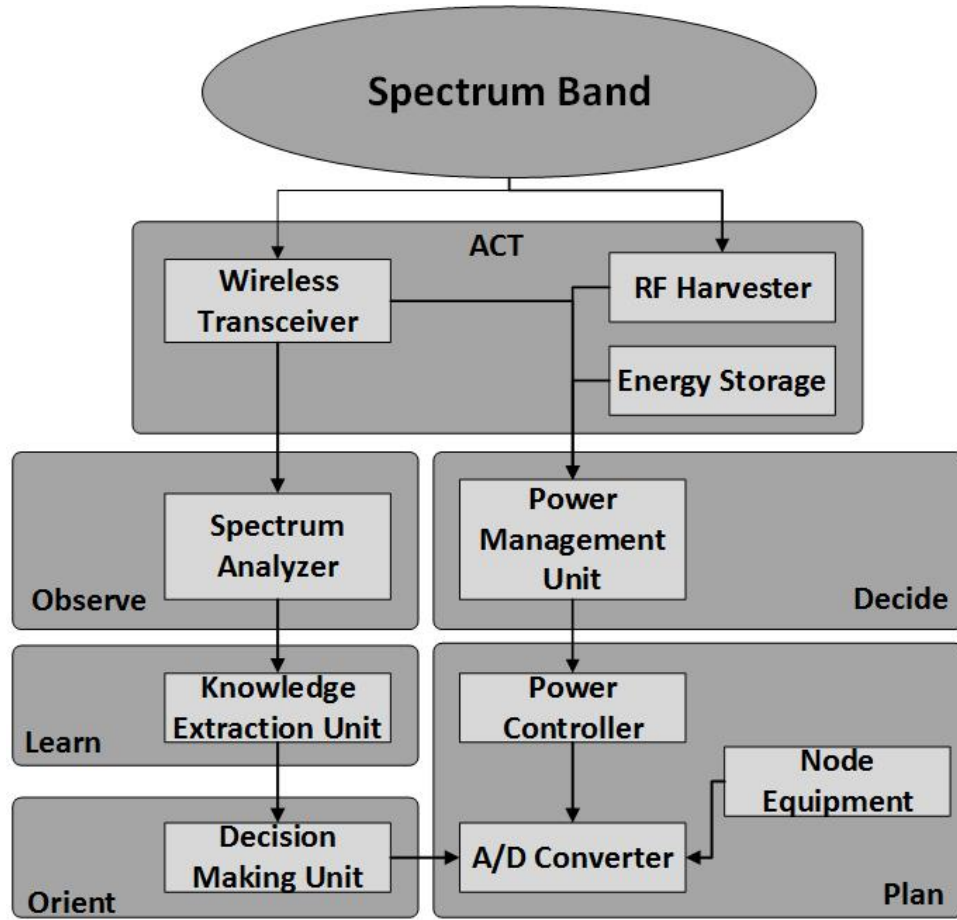 Spectrum Band
ACT
Wireless
Transceiver
RF Harvester
Energy Storage
Spectrum
Analyzer
Observe
Power
Management
Unit
Decide
Knowledge
Extraction Unit
Learn
Power
Controller
Node
Equipment
Decision
Making Unit
Orient
A/D Converter
Plan